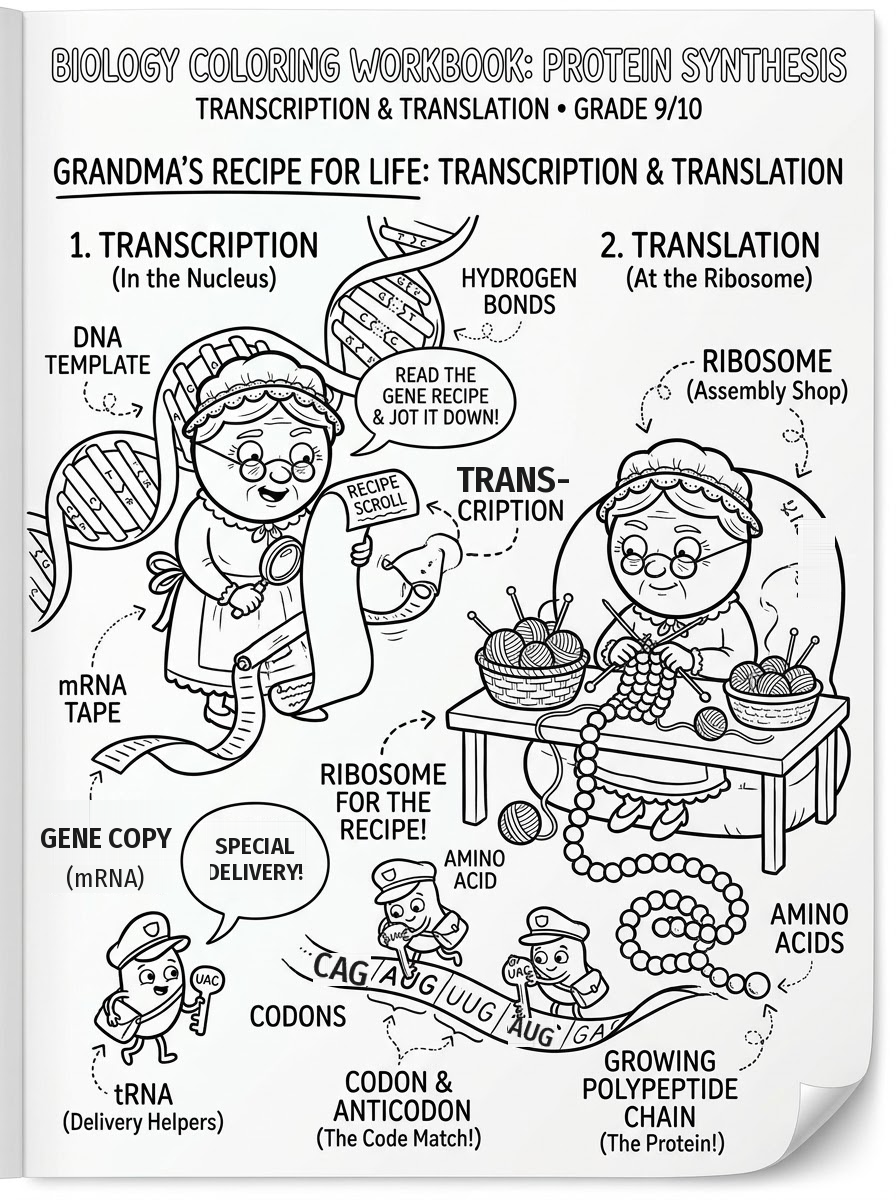 BIOLOGY COLORING WORKBOOK: PROTEIN SYNTHESIS
TRANSCRIPTION & TRANSLATION • GRADE 9/10
GRANDMA'S RECIPE FOR LIFE: TRANSCRIPTION & TRANSLATION
1. TRANSCRIPTION
(In the Nucleus)
HYDROGEN
BONDS
DNA
TEMPLATE
READ THE
GENE RECIPE
& JOT IT DOWN!
RECIPE
SCROLL
TRANS-
CRIPTION
mRNA
TAPE
GENE COPY
(mRNA)
2. TRANSLATION
(At the Ribosome)
RIBOSOME
(Assembly Shop)
RIBOSOME
FOR THE
RECIPE!
SPECIAL
DELIVERY!
AMINO
ACID
AMINO
ACIDS
UAC
UAC
CAG AUG UUG AUG GAG
CODONS
tRNA
(Delivery Helpers)
CODON &
ANTICODON
(The Code Match!)
GROWING
POLYPEPTIDE
CHAIN
(The Protein!)